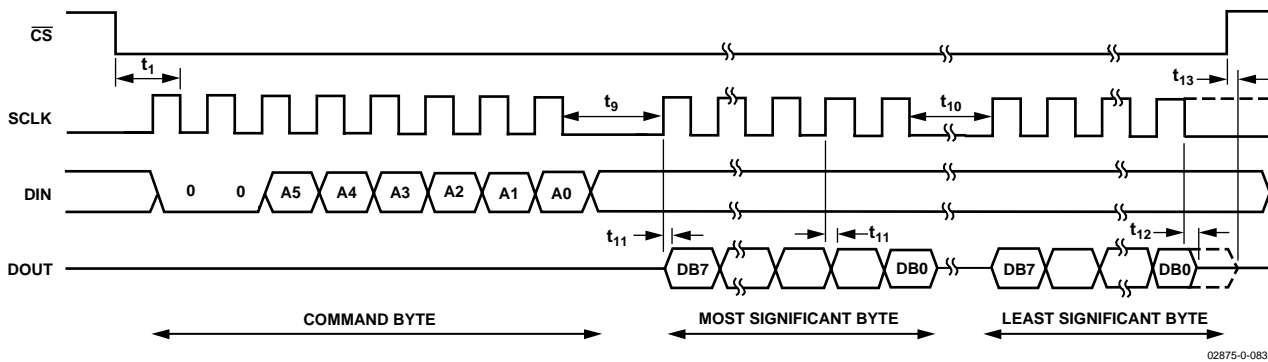 CS
t1
t13
SCLK
t9
t10
DIN
0 0 A5 A4 A3 A2 A1 A0
t11
t11
t12
DOUT
DB7 DB0 DB7 DB0
COMMAND BYTE MOST SIGNIFICANT BYTE LEAST SIGNIFICANT BYTE
02875-0-083